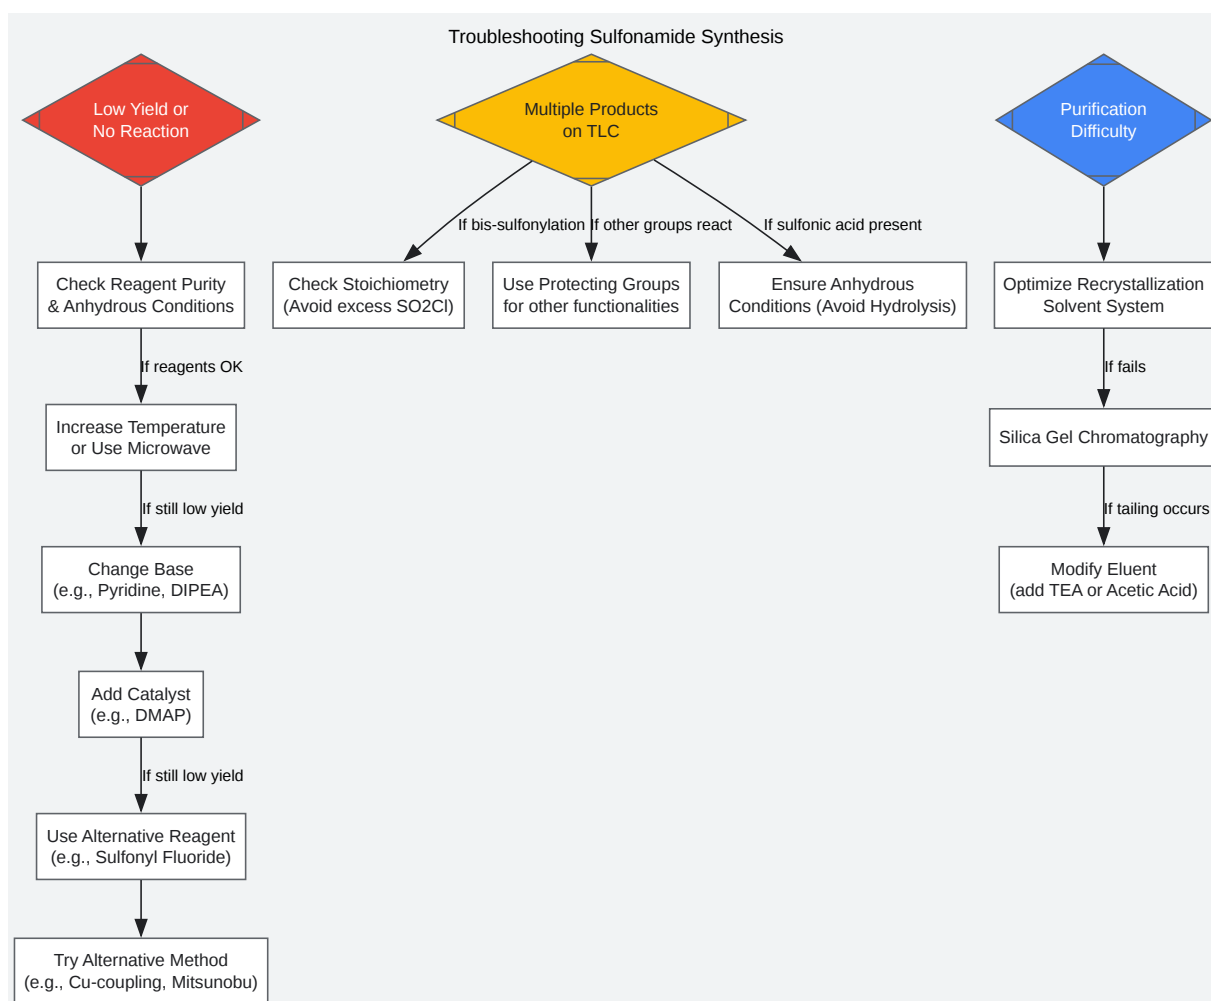 Troubleshooting Sulfonamide Synthesis
Low Yield or
No Reaction
Check Reagent Purity
& Anhydrous Conditions
If reagents OK
Increase Temperature
or Use Microwave
If still low yield
Change Base
(e.g., Pyridine, DIPEA)
Add Catalyst
(e.g., DMAP)
If still low yield
Use Alternative Reagent
(e.g., Sulfonyl Fluoride)
Try Alternative Method
(e.g., Cu-coupling, Mitsunobu)
Multiple Products
on TLC
If bis-sulfonylation
Check Stoichiometry
(Avoid excess SO2Cl)
If other groups react
Use Protecting Groups
for other functionalities
If sulfonic acid present
Ensure Anhydrous
Conditions (Avoid Hydrolysis)
Purification
Difficulty
Optimize Recrystallization
Solvent System
If fails
Silica Gel Chromatography
If tailing occurs
Modify Eluent
(add TEA or Acetic Acid)